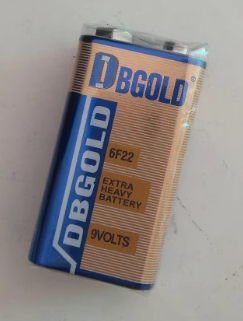 DBGOLD®
DBGOLD
6F22
EXTRA
HEAVY
BATTERY
9VOLTS